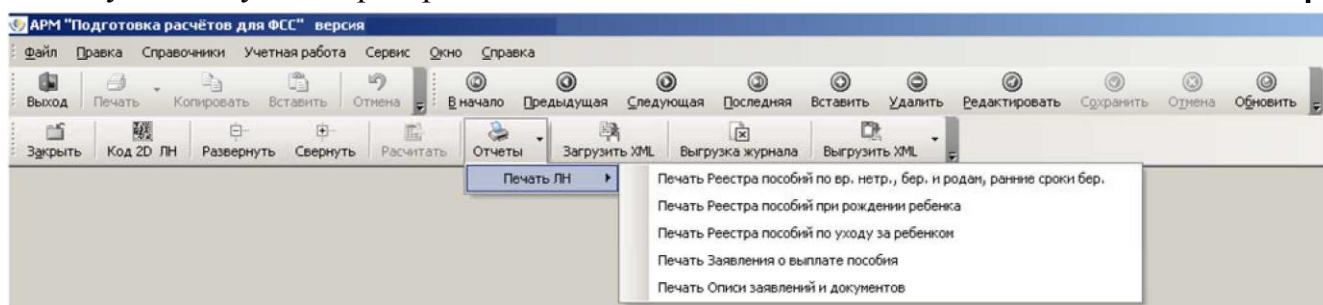 АРМ "Подготовка расчётов для ФСС" версия
Файл Правка Справочники Учетная работа Сервис Окно Справка
Выход Печать Копировать Вставить Отмена В начало Предыдущая Следующая Последняя Вставить Удалить Редактировать Сохранить Отмена Обновить
Закрыть Код 2D ЛН Развернуть Свернуть Расчитать Отчеты Загрузить XML Выгрузка журнала Выгрузить XML
Печать ЛН
Печать Реестра пособий по вр. нетр., бер. и родам, ранние сроки бер.
Печать Реестра пособий при рождении ребенка
Печать Реестра пособий по уходу за ребенком
Печать Заявления о выплате пособия
Печать Описи заявлений и документов